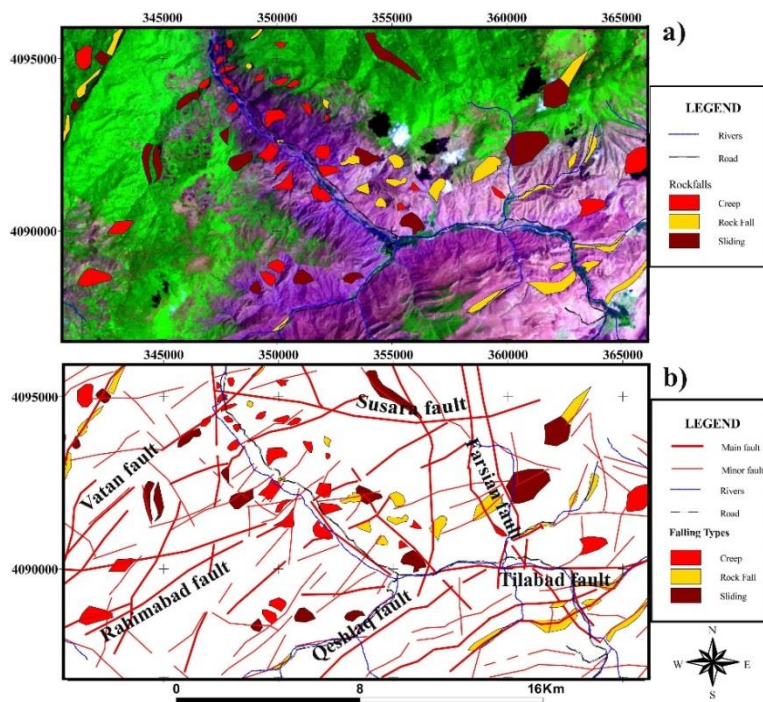 345000 350000 355000 360000 365000
a)
4095000
4090000
LEGEND
Rivers
Road
Rockfalls
Creep
Rock Fall
Sliding
345000 350000 355000 360000 365000
b)
4095000
4090000
Susara fault
Vatan fault
Parsian fault
Rahimabad fault
Tilabad fault
Qeshlaq fault
LEGEND
Main fault
Minor fault
Rivers
Road
Falling Types
Creep
Rock Fall
Sliding
N
W E
S
0 8 16Km